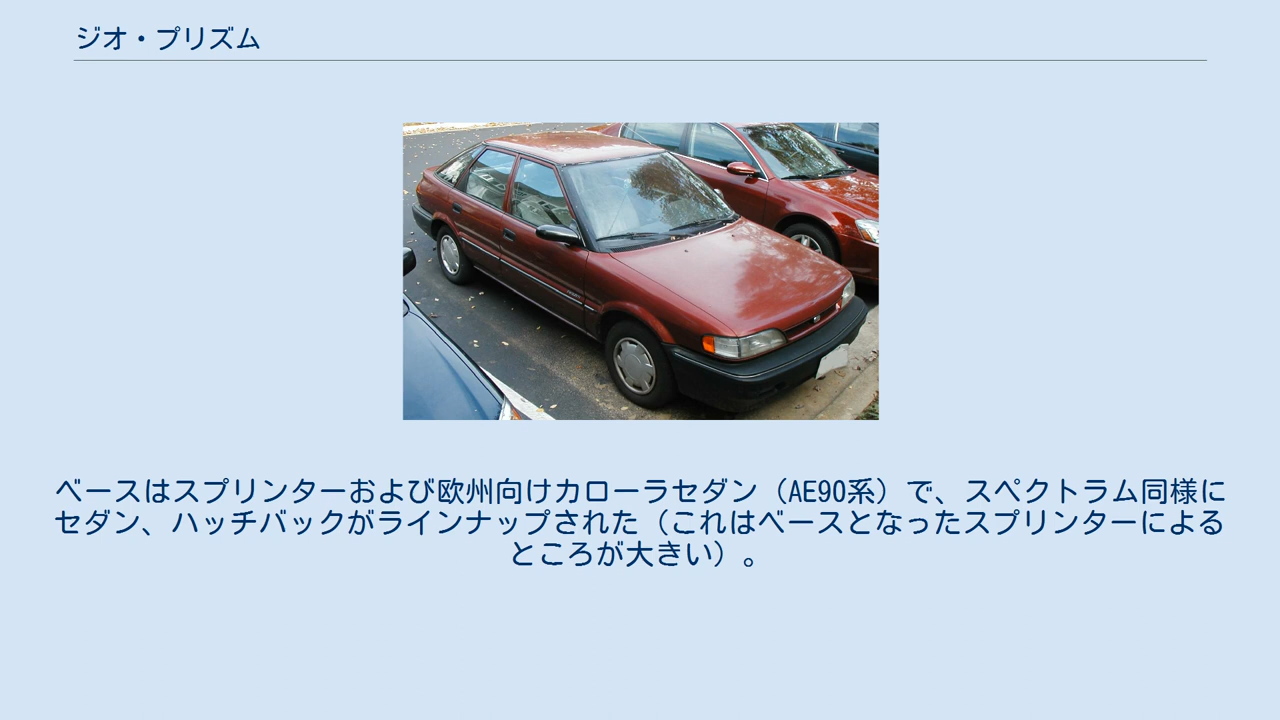 ジオ・プリズム
ベースはスプリンターおよび欧州向けカローラセダン（AE90系）で、スペクトラム同様に
セダン、ハッチバックがラインナップされた（これはベースとなったスプリンターによる
ところが大きい）。